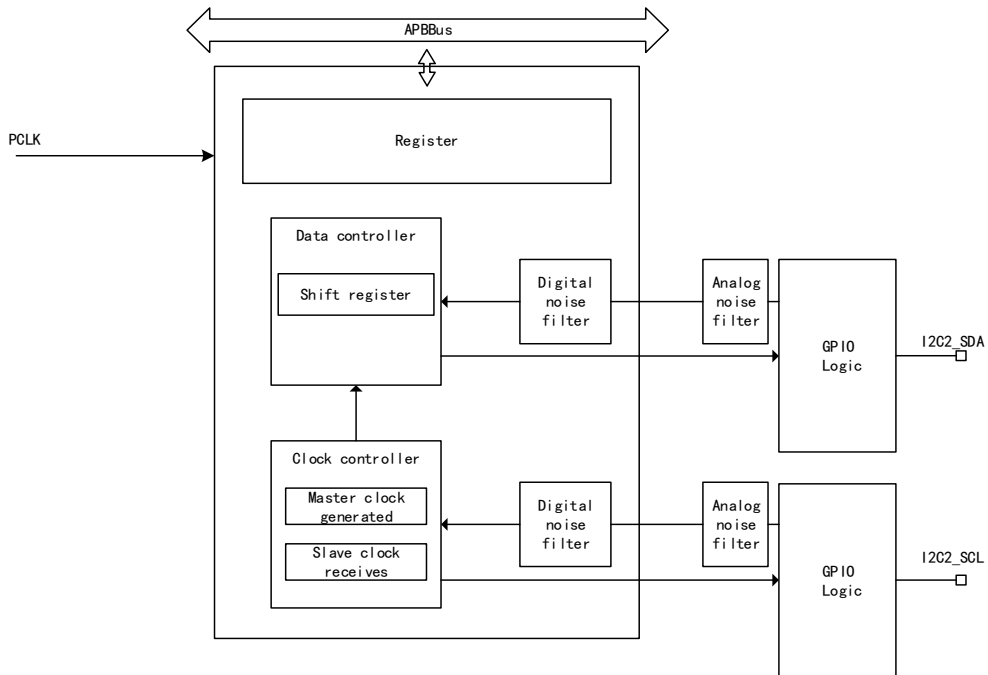 APBBus
PCLK
Register
Data controller
Shift register
Digital
noise
filter
Analog
noise
filter
GPIO
Logic
I2C2_SDA
Clock controller
Master clock
generated
Slave clock
receives
Digital
noise
filter
Analog
noise
filter
GPIO
Logic
I2C2_SCL